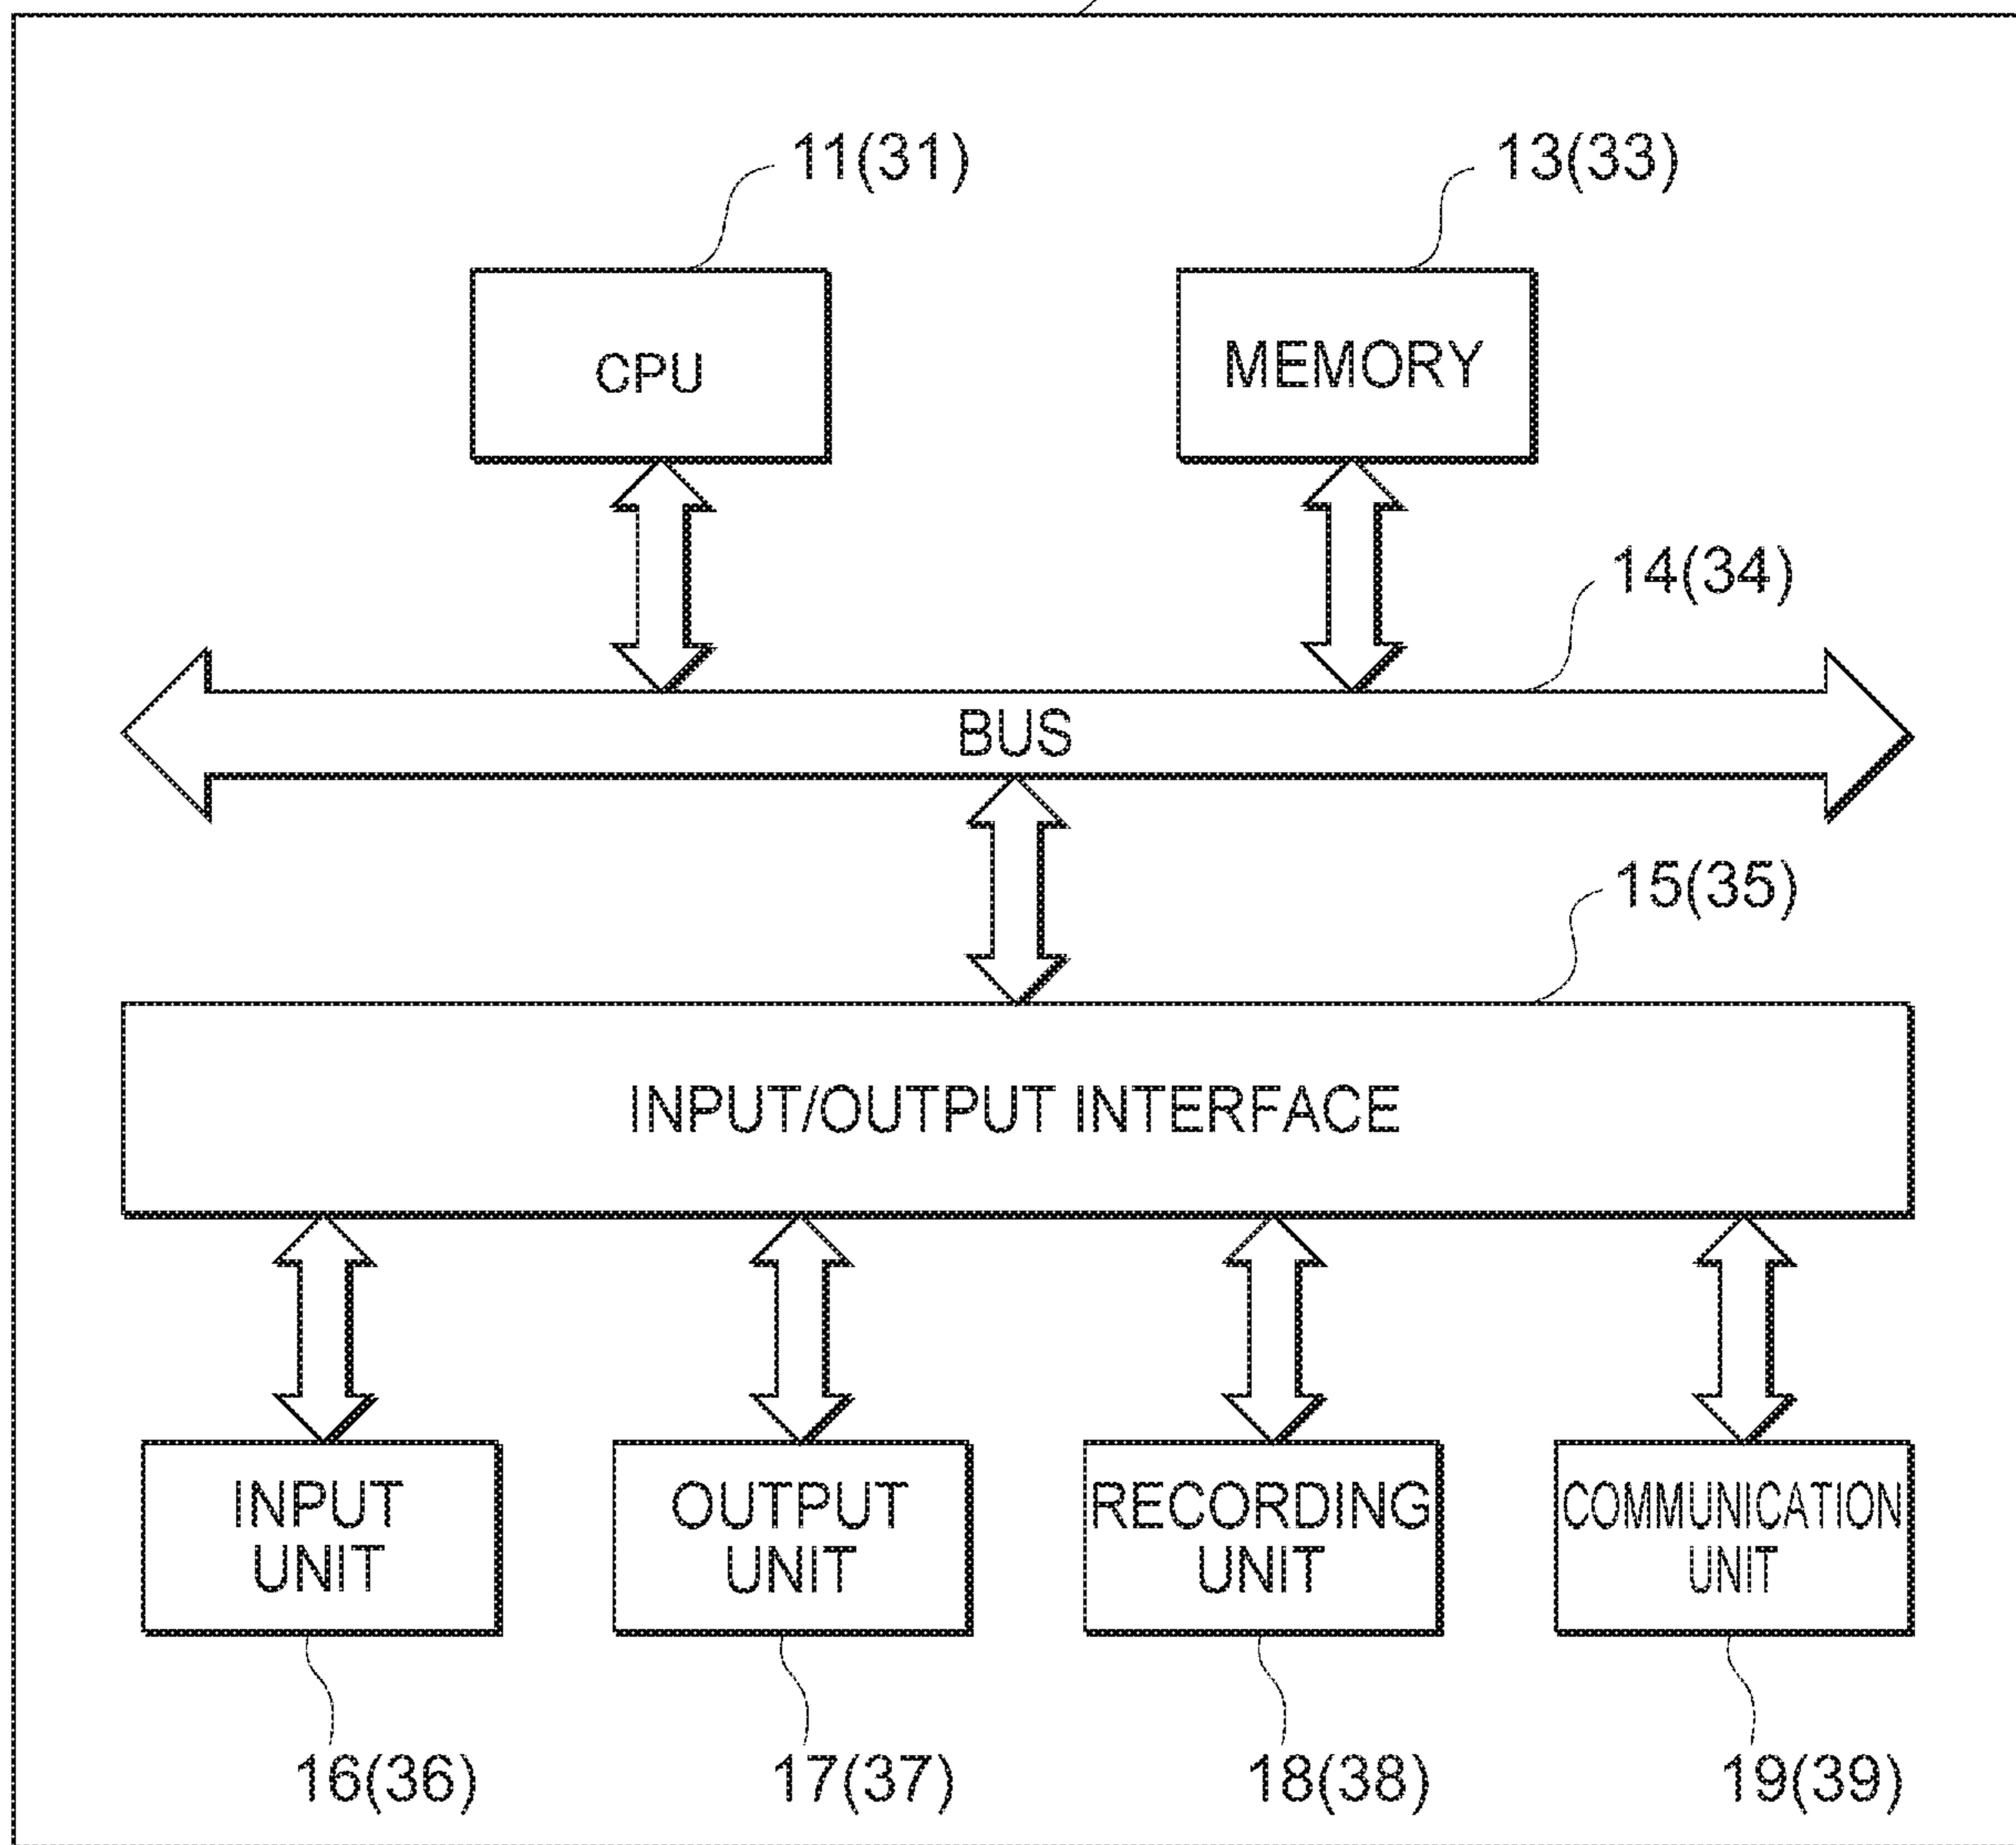 11(31)
13(33)
CPU
MEMORY
14(34)
BUS
15(35)
INPUT/OUTPUT INTERFACE
INPUT
UNIT
OUTPUT
UNIT
RECORDING
UNIT
COMMUNICATION
UNIT
16(36)
17(37)
18(38)
19(39)